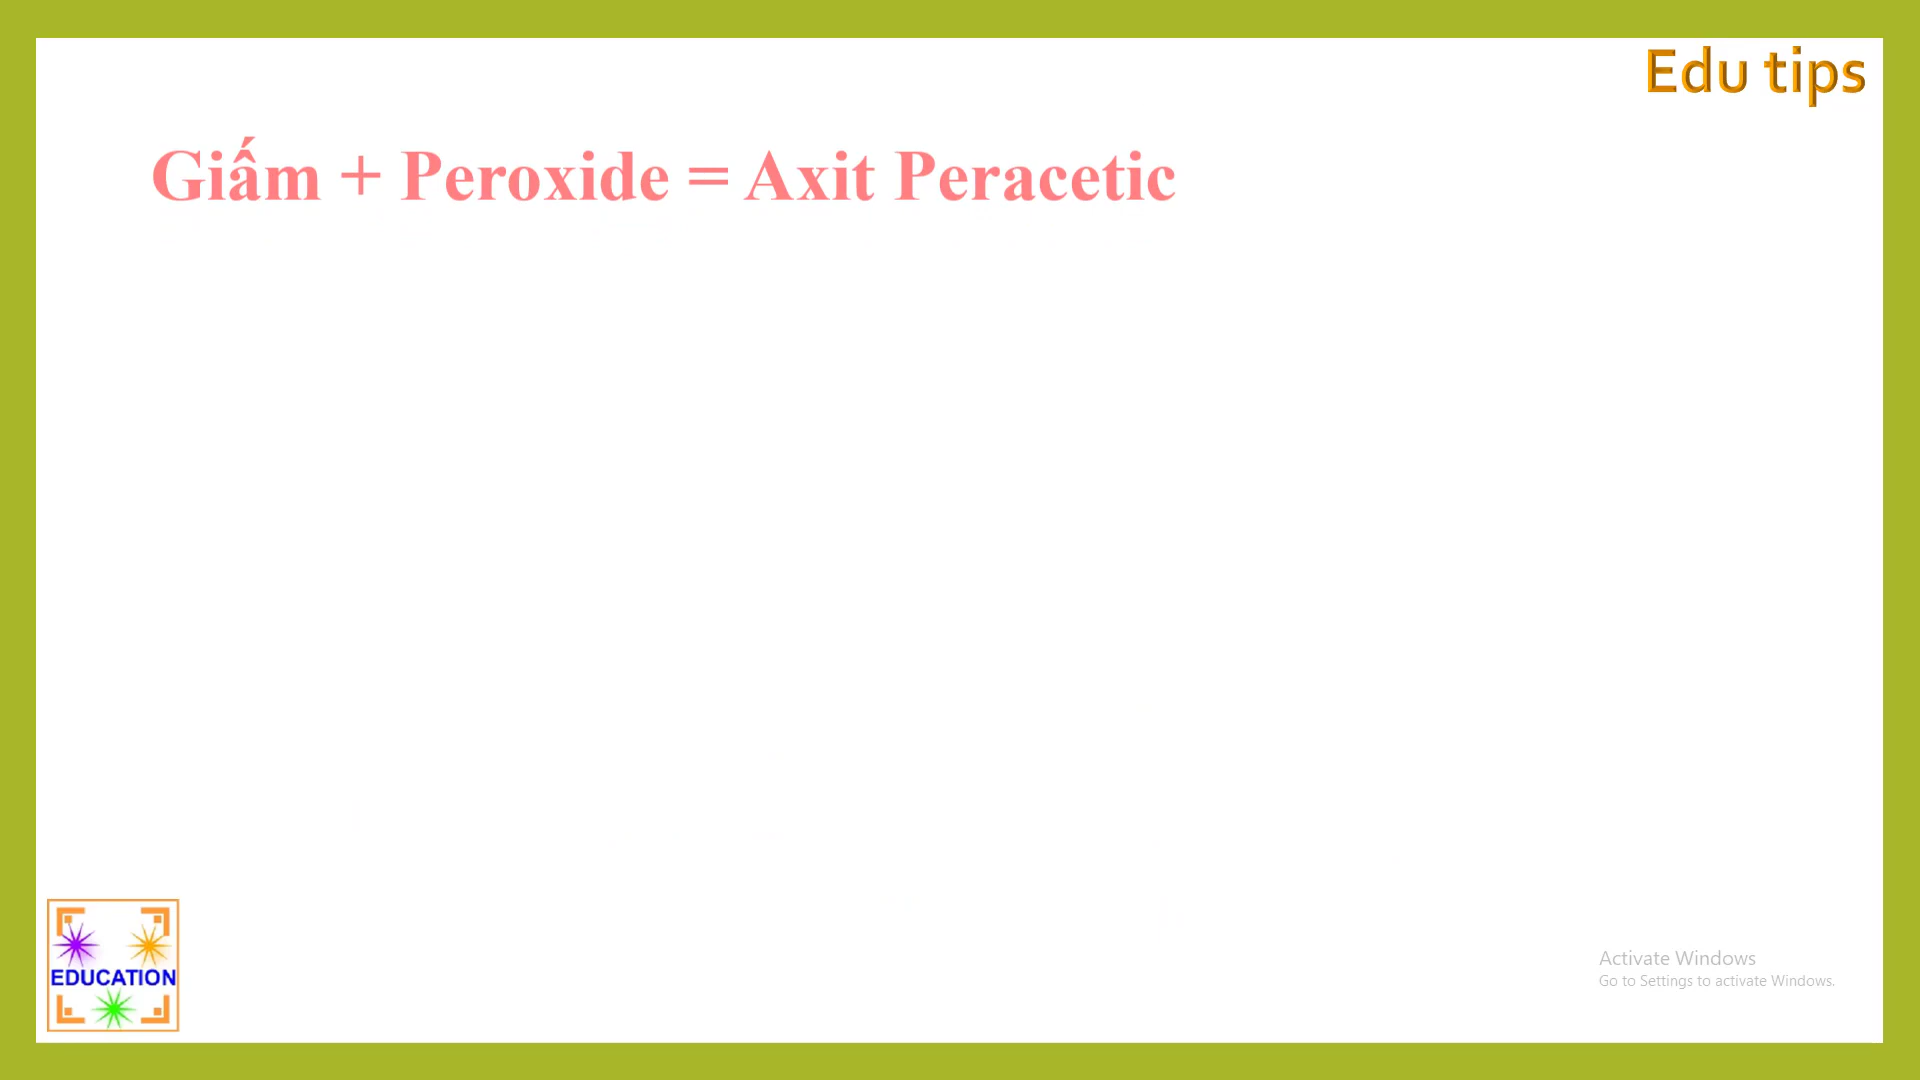 Edu tips
Giấm + Peroxide = Axit Peracetic
EDUCATION
Activate Windows
Go to Settings to activate Windows.